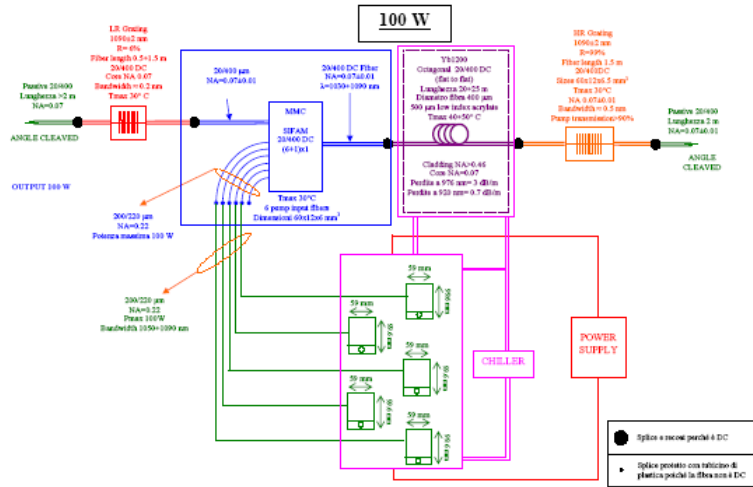 100 W
LR Grating
1090±2 nm
R= 6%
Fiber length 0.5÷1.5 m
20/400 DC
Core NA 0.07
Bandwidth = 0.2 nm
Tmax 30° C
Passive 20/400
Lunghezza >2 m
NA=0.07
ANGLE CLEAVED
OUTPUT 100 W
20/400 µm
NA=0.07±0.01
20/400 DC Fiber
NA=0.07±0.01
λ=1030÷1090 nm
MMC
SIFAM
20/400 DC
(6+1)x1
Tmax 30°C
6 pump input fibers
Dimensioni 60x12x6 mm³
200/220 µm
NA=0.22
Potenza massima 100 W
200/220 µm
NA=0.22
Pmax 100W
Bandwidth 1050÷1090 nm
Yb1200
Octagonal 20/400 DC
(flat to flat)
Lunghezza 20÷25 m
Diametro fibra 400 µm
500 µm low index acrylate
Tmax 40÷50° C
Cladding NA>0.46
Core NA=0.07
Perdita a 976 nm= 3 dB/m
Perdita a 920 nm= 0.7 dB/m
HR Grating
1090±2 nm
R=99%
Fiber length 1.5 m
20/400DC
Sizes 60x12x6.5 mm³
Tmax 30°C
NA 0.07±0.01
Bandwidth = 0.5 nm
Pump transmission>90%
Passive 20/400
Lunghezza 2 m
NA=0.07±0.01
ANGLE
CLEAVED
59 mm
59 mm
59 mm
59 mm
59 mm
CHILLER
POWER
SUPPLY
Splice e recoat perché è DC
Splice protetto con tubicino di
plastica poiché la fibra non è DC